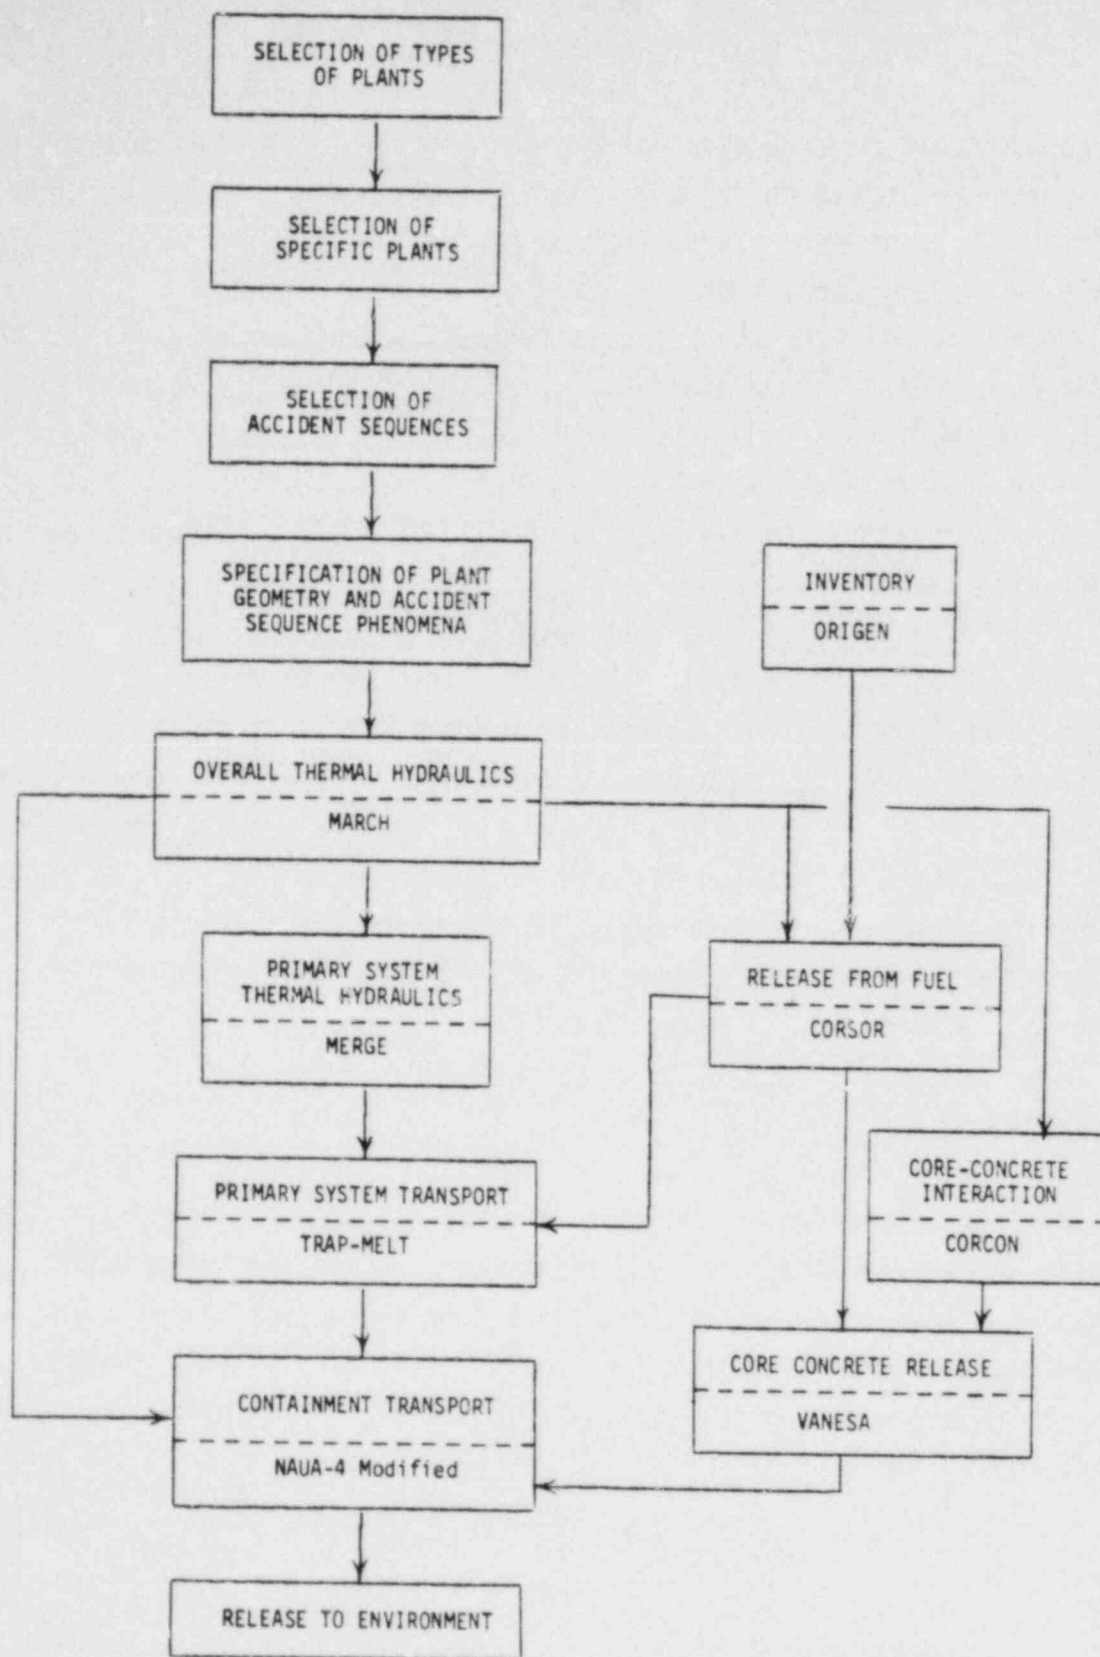 SELECTION OF TYPES
OF PLANTS
SELECTION OF
SPECIFIC PLANTS
SELECTION OF
ACCIDENT SEQUENCES
SPECIFICATION OF PLANT
GEOMETRY AND ACCIDENT
SEQUENCE PHENOMENA
INVENTORY
ORIGEN
OVERALL THERMAL HYDRAULICS
MARCH
PRIMARY SYSTEM
THERMAL HYDRAULICS
MERGE
RELEASE FROM FUEL
CORSOR
PRIMARY SYSTEM TRANSPORT
TRAP-MELT
CORE-CONCRETE
INTERACTION
CORCON
CORE CONCRETE RELEASE
VANESA
CONTAINMENT TRANSPORT
NAUA-4 Modified
RELEASE TO ENVIRONMENT